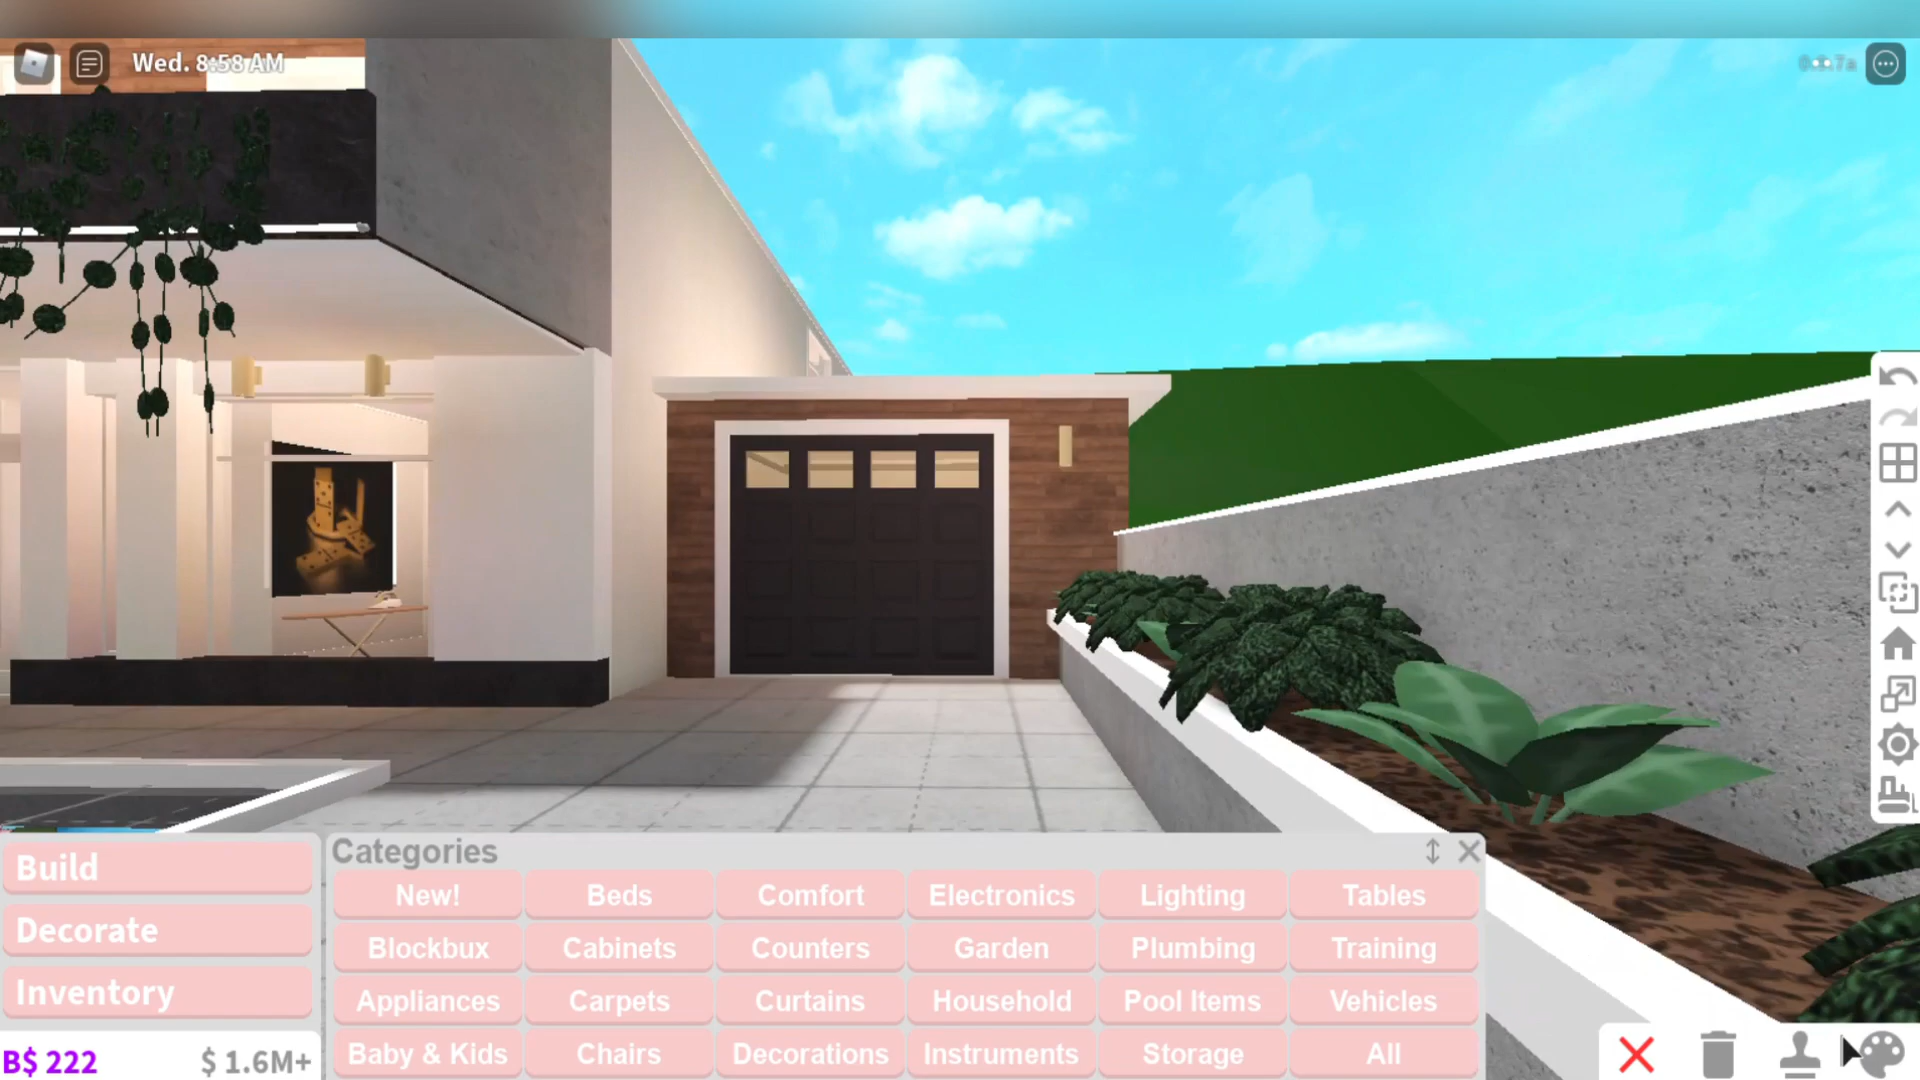 Wed. 8:58 AM
Build
Decorate
Inventory
B$ 222
$ 1.6M+
Categories
New! Beds Comfort Electronics Lighting Tables
Blockbux Cabinets Counters Garden Plumbing Training
Appliances Carpets Curtains Household Pool Items Vehicles
Baby & Kids Chairs Decorations Instruments Storage All